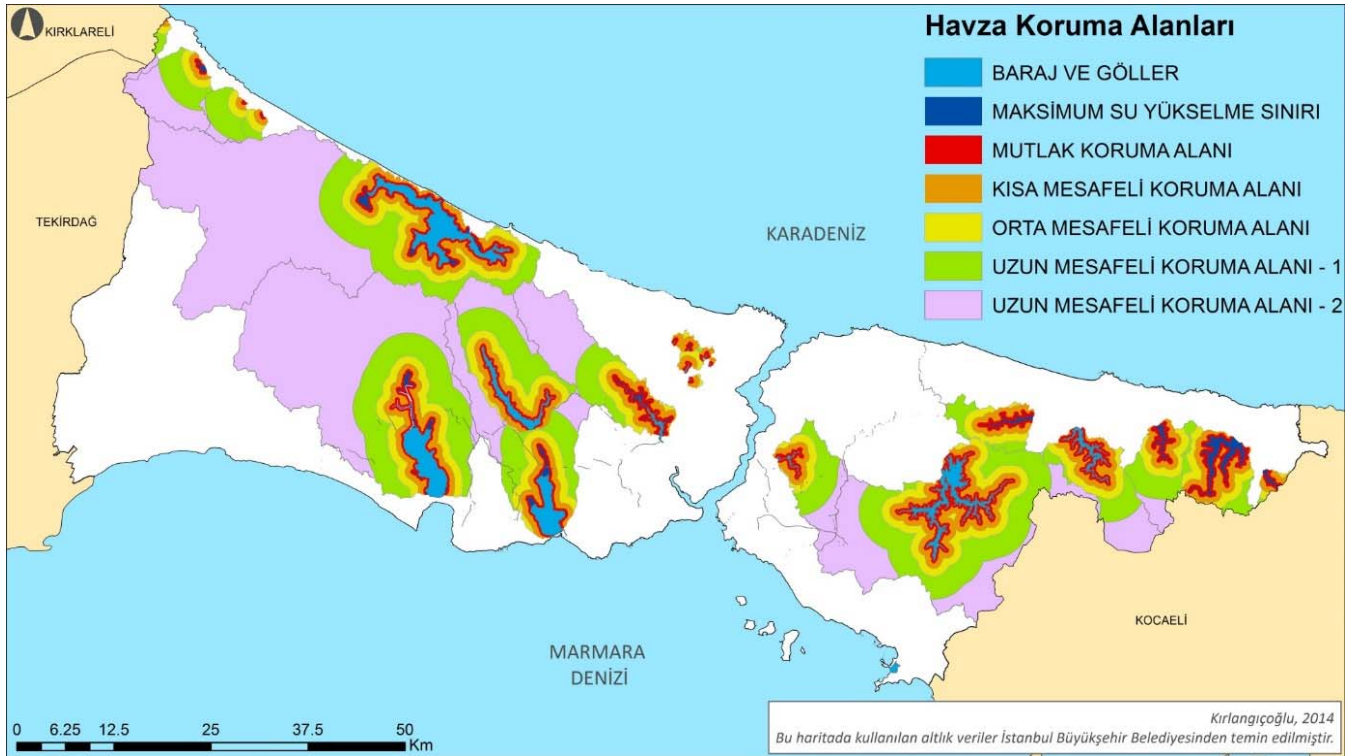 KIRKLARELİ
TEKİRDAĞ
KARADENİZ
MARMARA
DENİZİ
KOCAELİ
Havza Koruma Alanları
BARAJ VE GÖLLER
MAKSİMUM SU YÜKSELME SINIRI
MUTLAK KORUMA ALANI
KISA MESAFELİ KORUMA ALANI
ORTA MESAFELİ KORUMA ALANI
UZUN MESAFELİ KORUMA ALANI - 1
UZUN MESAFELİ KORUMA ALANI - 2
0 6.25 12.5 25 37.5 50
Km
Kırlangıçoğlu, 2014
Bu haritada kullanılan altlık veriler İstanbul Büyükşehir Belediyesinden temin edilmiştir.